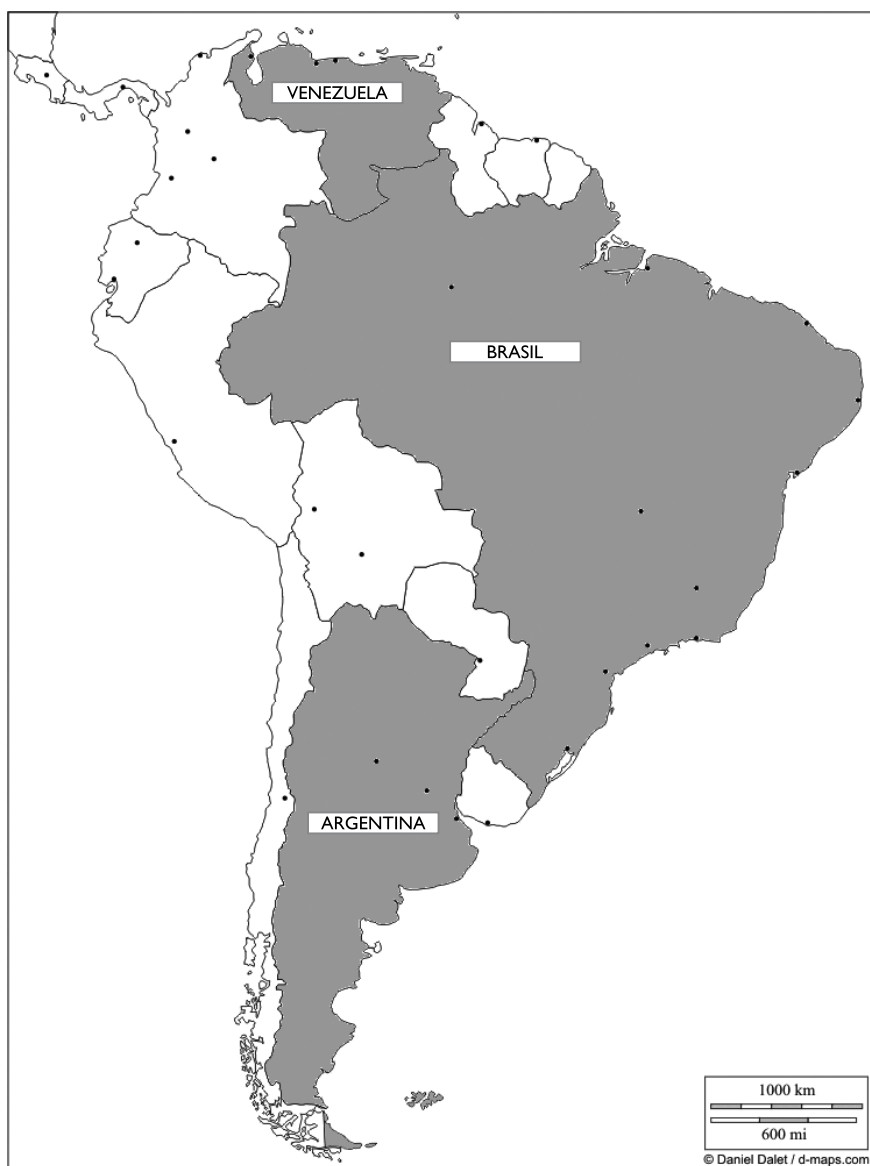 VENEZUELA
BRASIL
ARGENTINA
1000 km
600 mi
© Daniel Dalet / d-maps.com